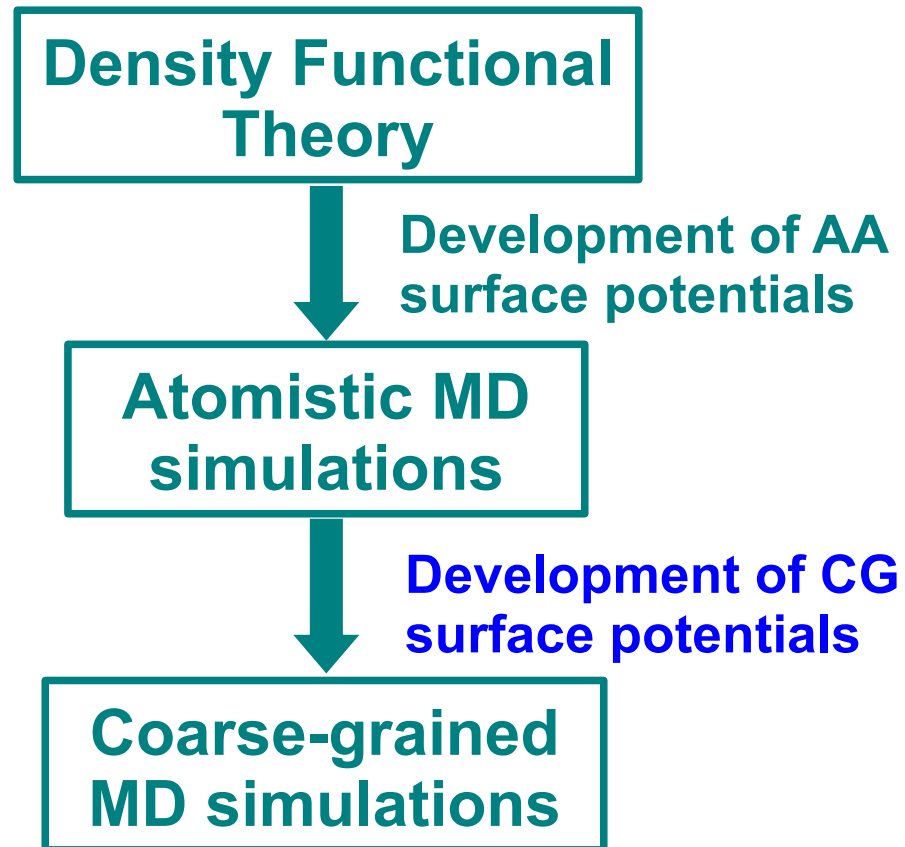 Density Functional
Theory
Development of AA
surface potentials
Atomistic MD
simulations
Development of CG
surface potentials
Coarse-grained
MD simulations